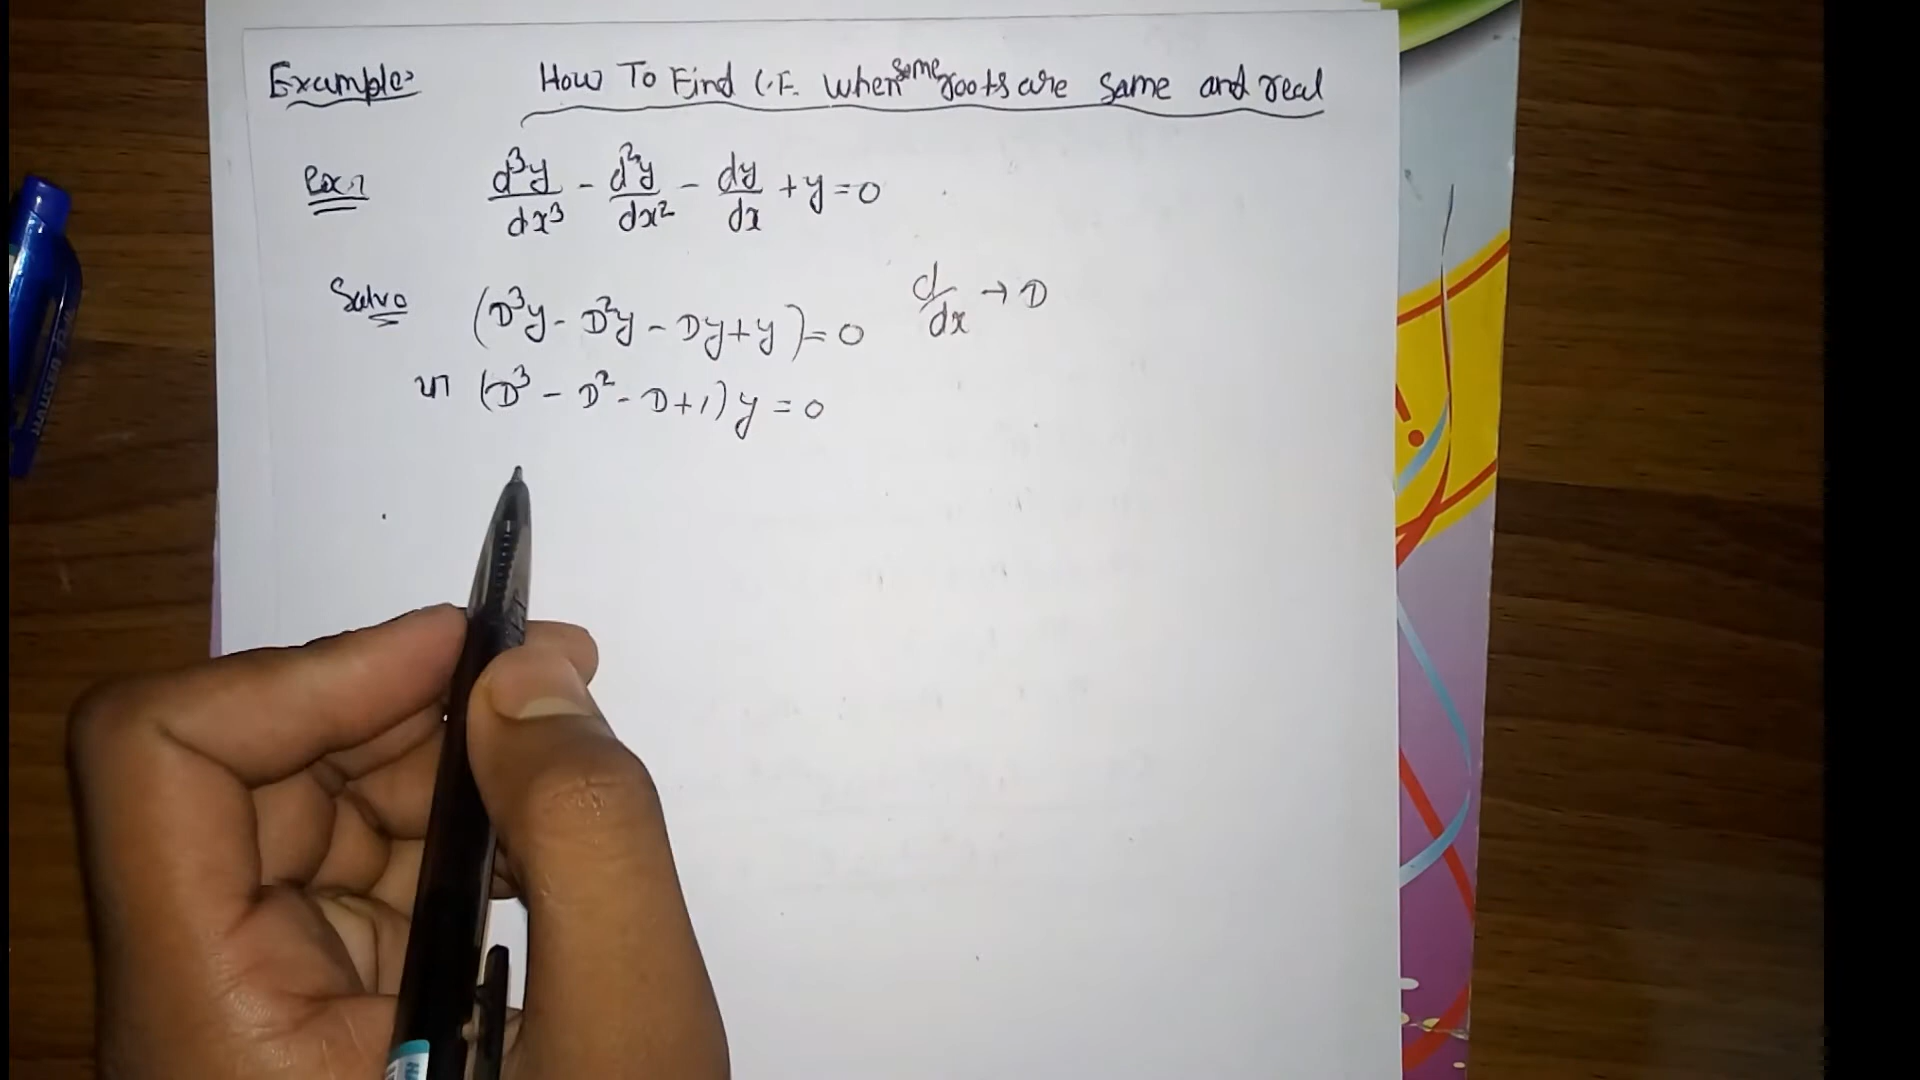 Example:
How To Find C.F. when some roots are same and real
Ex.1
d³y/dx³ - d²y/dx² - dy/dx + y = 0
Solve (D³y - D²y - Dy + y) = 0 d/dx → D
या (D³ - D² - D + 1) y = 0